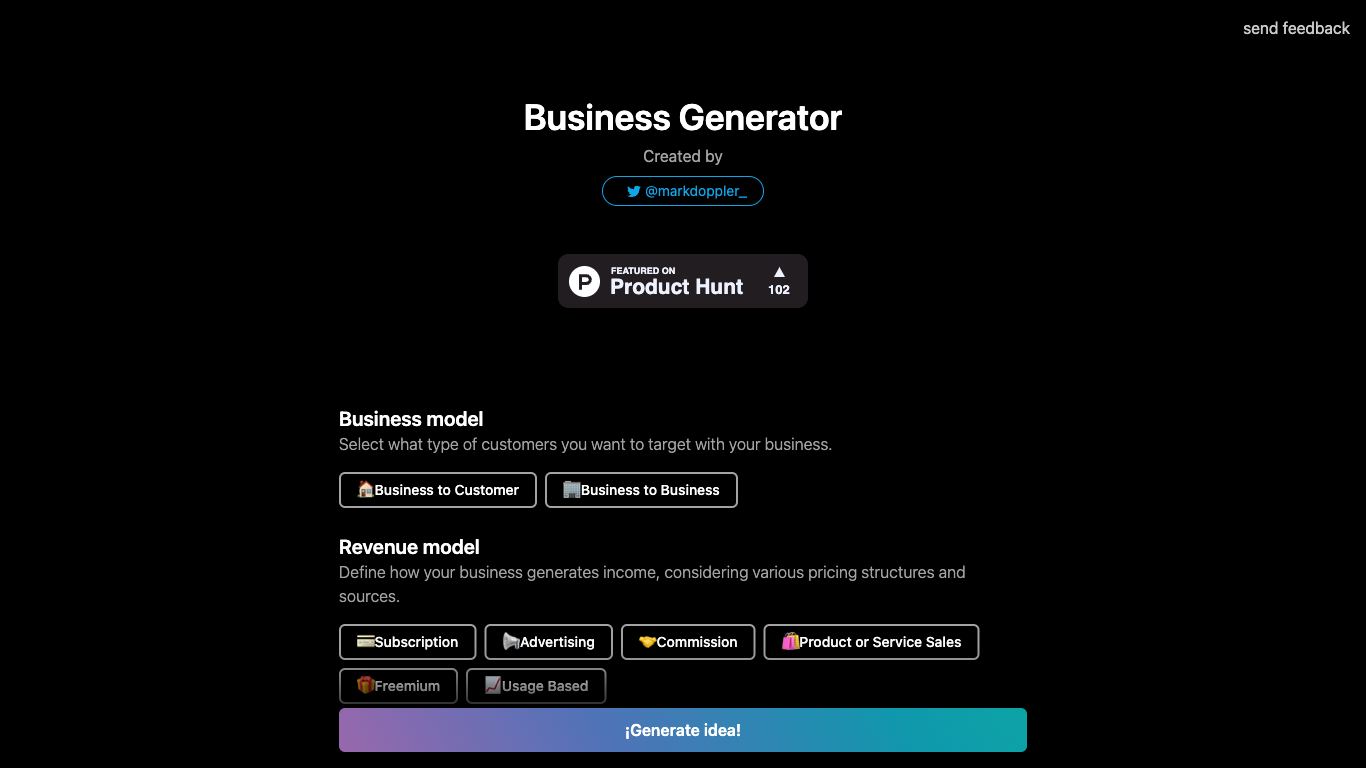 send feedback
Business Generator
Created by
@markdoppler_
FEATURED ON
Product Hunt
102
Business model
Select what type of customers you want to target with your business.
Business to Customer
Business to Business
Revenue model
Define how your business generates income, considering various pricing structures and
sources.
Subscription
Advertising
Commission
Product or Service Sales
Freemium
Usage Based
¡Generate idea!